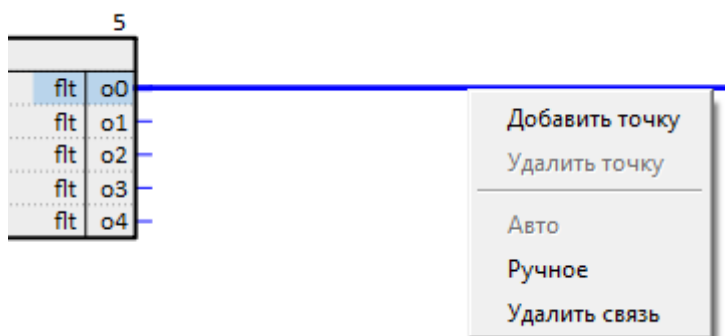 5
flt o0
flt o1
flt o2
flt o3
flt o4
Добавить точку
Удалить точку
Авто
Ручное
Удалить связь